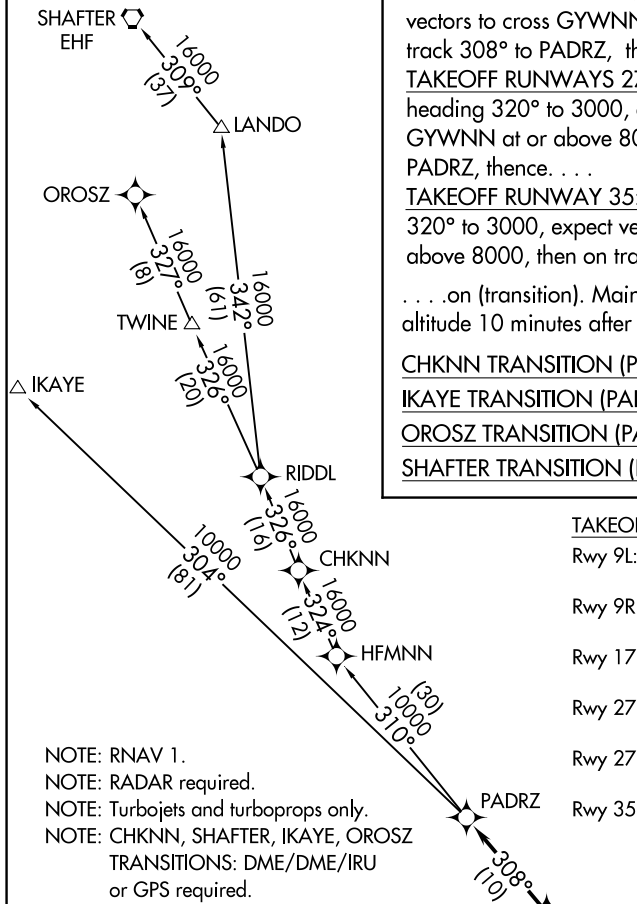 SHAFTER
EHF
16000
309°
(37)
LANDO
OROSZ
16000
327°
(8)
16000
342°
(61)
TWINE
16000
326°
(20)
IKAYE
RIDDL
16000
326°
(16)
CHKNN
10000
304°
(81)
16000
324°
(12)
HFMNN
(30)
10000
310°
PADRZ
308°
(10)
NOTE: RNAV 1.
NOTE: RADAR required.
NOTE: Turbojets and turboprops only.
NOTE: CHKNN, SHAFTER, IKAYE, OROSZ
TRANSITIONS: DME/DME/IRU
or GPS required.
vectors to cross GYWNN
track 308° to PADRZ, th
TAKEOFF RUNWAYS 27
heading 320° to 3000,
GYWNN at or above 80
PADRZ, thence. . . .
TAKEOFF RUNWAY 35:
320° to 3000, expect ve
above 8000, then on tra
. . . .on (transition). Main
altitude 10 minutes after
CHKNN TRANSITION (P
IKAYE TRANSITION (PA
OROSZ TRANSITION (PA
SHAFTER TRANSITION (
TAKEO
Rwy 9L:
Rwy 9R
Rwy 17
Rwy 27
Rwy 27
Rwy 35